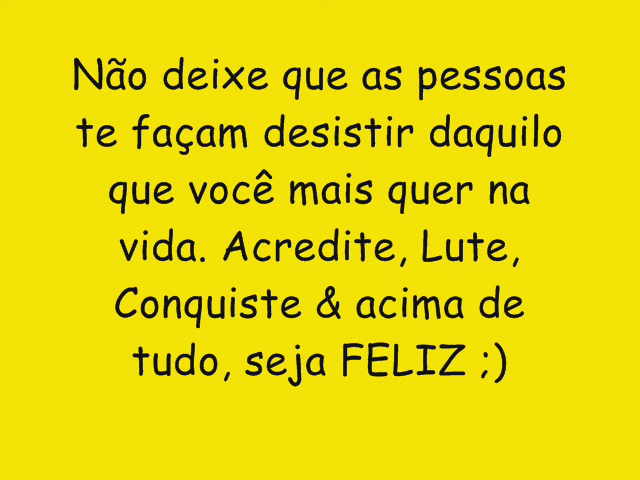 Não deixe que as pessoas
te façam desistir daquilo
que você mais quer na
vida. Acredite, Lute,
Conquiste & acima de
tudo, seja FELIZ ;)